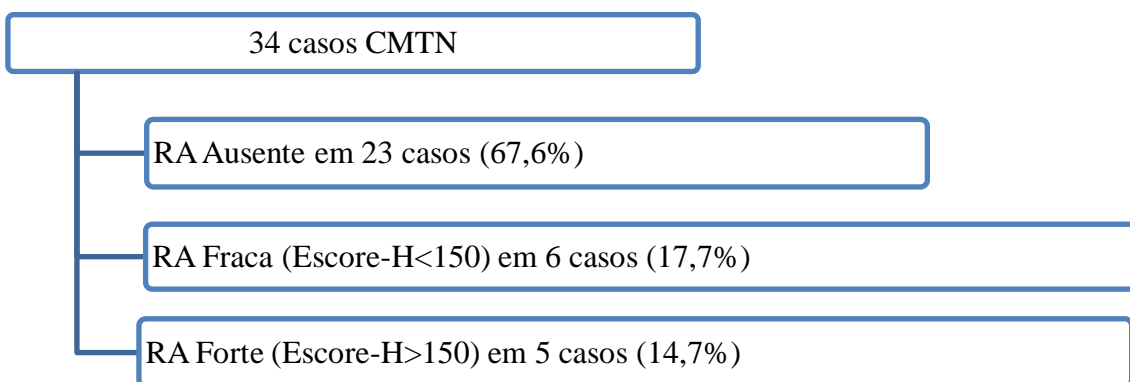 34 casos CMTN
RA Ausente em 23 casos (67,6%)
RA Fraca (Escore-H<150) em 6 casos (17,7%)
RA Forte (Escore-H>150) em 5 casos (14,7%)